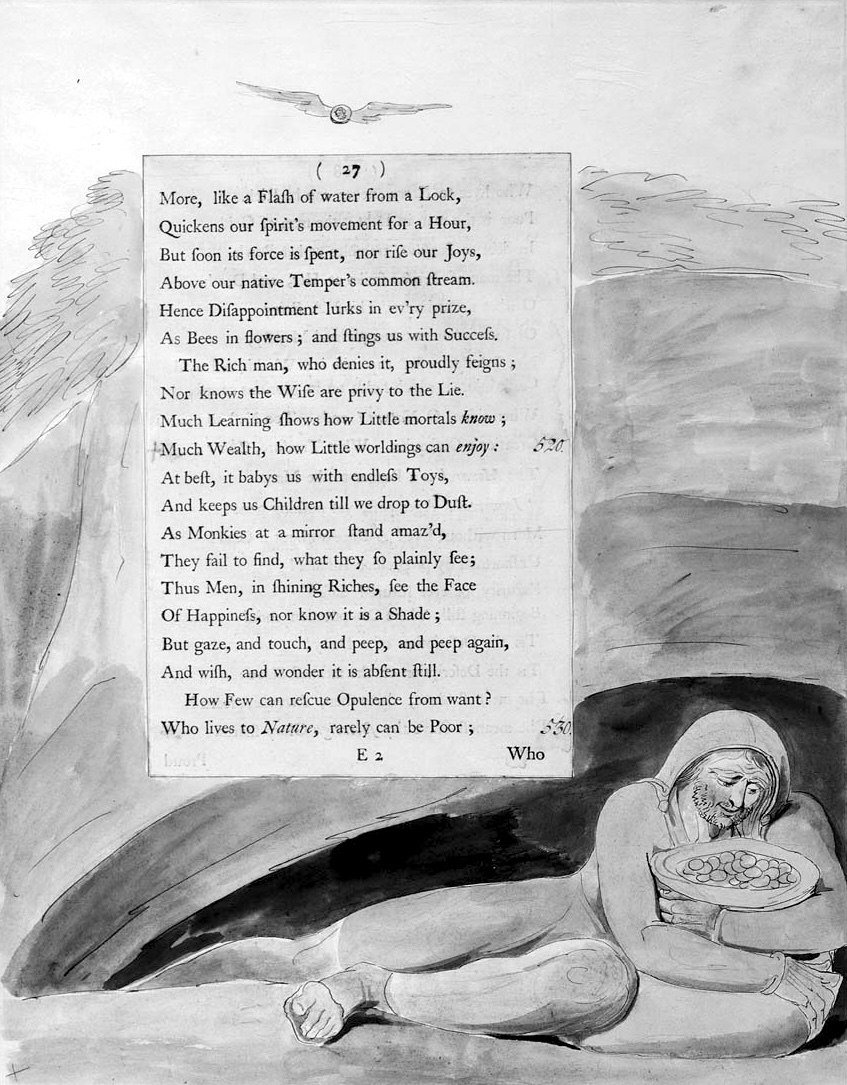 ( 27 )
More, like a Flaſh of water from a Lock,
Quickens our ſpirit's movement for a Hour,
But ſoon its force is ſpent, nor riſe our Joys,
Above our native Temper's common ſtream.
Hence Diſappointment lurks in ev'ry prize,
As Bees in flowers ; and ſtings us with Succeſs.
The Rich man, who denies it, proudly feigns ;
Nor knows the Wiſe are privy to the Lie.
Much Learning ſhows how Little mortals know ;
Much Wealth, how Little worldings can enjoy : 520.
At beſt, it babys us with endleſs Toys,
And keeps us Children till we drop to Duſt.
As Monkies at a mirror ſtand amaz'd,
They fail to find, what they ſo plainly ſee;
Thus Men, in ſhining Riches, ſee the Face
Of Happineſs, nor know it is a Shade ;
But gaze, and touch, and peep, and peep again,
And wiſh, and wonder it is abſent ſtill.
How Few can reſcue Opulence from want ?
Who lives to Nature, rarely can be Poor ; 530.
E 2 Who